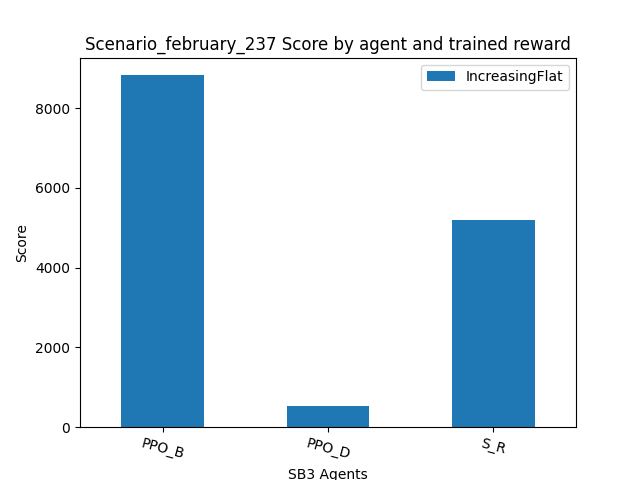 Scenario_february_237 Score by agent and trained reward
IncreasingFlat
8000
6000
4000
2000
0
Score
PPO_B
PPO_D
S_R
SB3 Agents